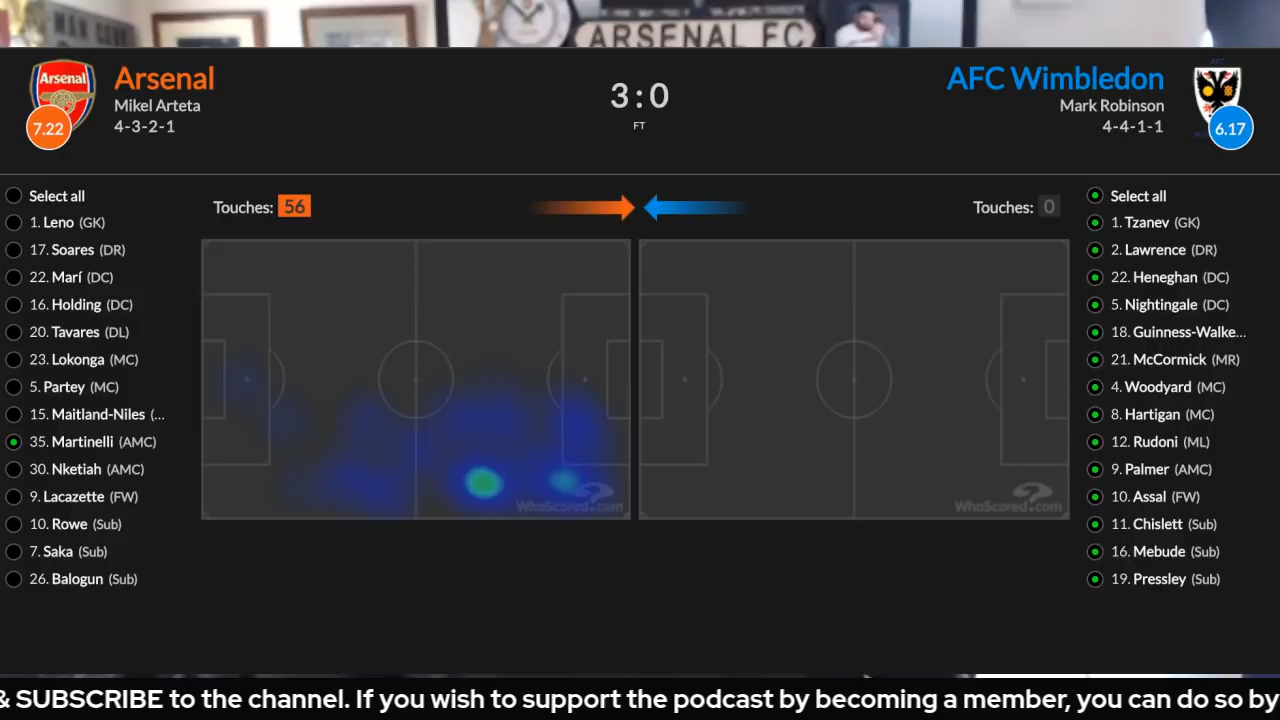 MAN CAVE
ARSENAL FC
Arsenal
7.22
Arsenal
Mikel Arteta
4-3-2-1
3 : 0
FT
AFC Wimbledon
Mark Robinson
4-4-1-1
AFC
6.17
Select all
1. Leno (GK)
17. Soares (DR)
22. Marí (DC)
16. Holding (DC)
20. Tavares (DL)
23. Lokonga (MC)
5. Partey (MC)
15. Maitland-Niles (...
35. Martinelli (AMC)
30. Nketiah (AMC)
9. Lacazette (FW)
10. Rowe (Sub)
7. Saka (Sub)
26. Balogun (Sub)
Touches: 56
Touches: 0
WhoScored.com
WhoScored.com
Select all
1. Tzanev (GK)
2. Lawrence (DR)
22. Heneghan (DC)
5. Nightingale (DC)
18. Guinness-Walke...
21. McCormick (MR)
4. Woodyard (MC)
8. Hartigan (MC)
12. Rudoni (ML)
9. Palmer (AMC)
10. Assal (FW)
11. Chislett (Sub)
16. Mebude (Sub)
19. Pressley (Sub)
& SUBSCRIBE to the channel. If you wish to support the podcast by becoming a member, you can do so by